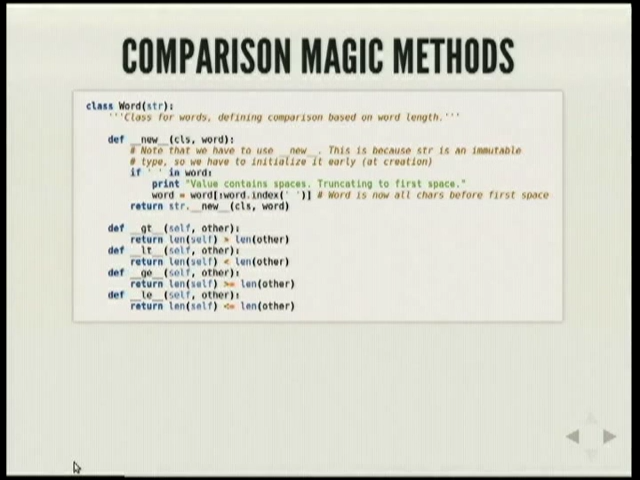 COMPARISON MAGIC METHODS
class Word(str):
'''Class for words, defining comparison based on word length.'''
def __new__(cls, word):
# Note that we have to use __new__. This is because str is an immutable
# type, so we have to initialize it early (at creation)
if ' ' in word:
print "Value contains spaces. Truncating to first space."
word = word[:word.index(' ')] # Word is now all chars before first space
return str.__new__(cls, word)
def __gt__(self, other):
return len(self) > len(other)
def __lt__(self, other):
return len(self) < len(other)
def __ge__(self, other):
return len(self) >= len(other)
def __le__(self, other):
return len(self) <= len(other)